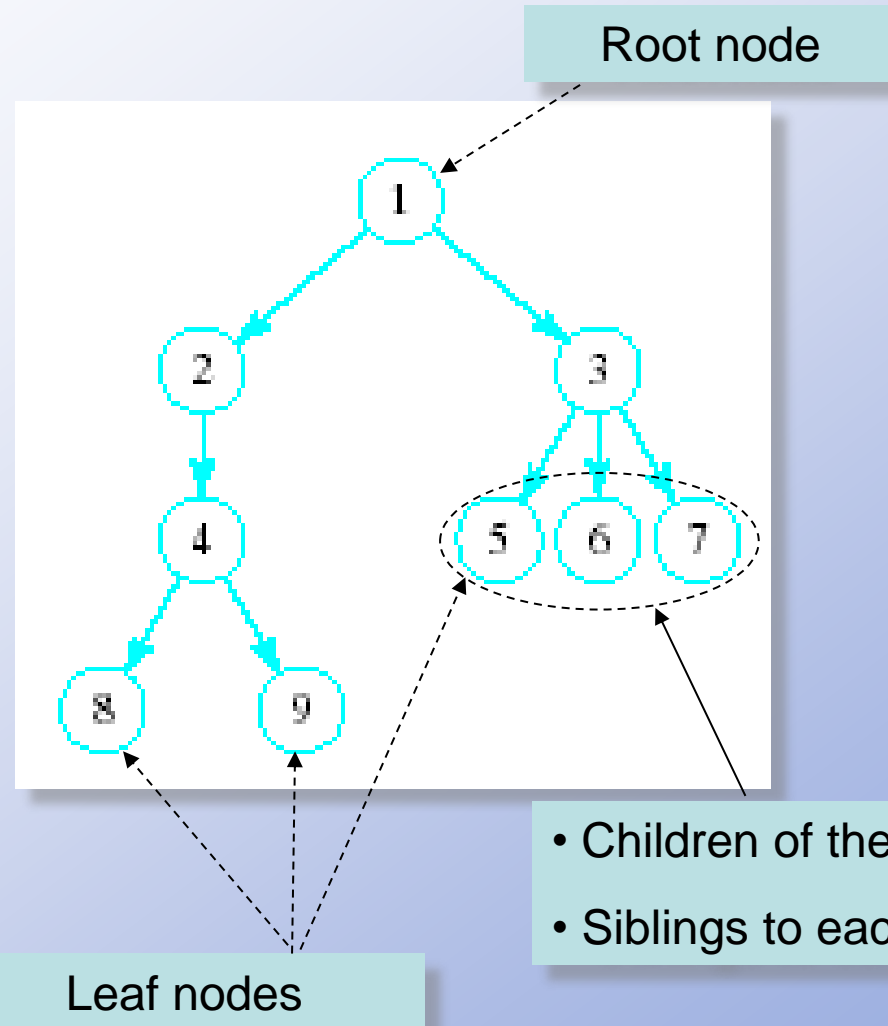 Root node
1
2
3
4
5 6 7
8
9
• Children of the
• Siblings to eac
Leaf nodes